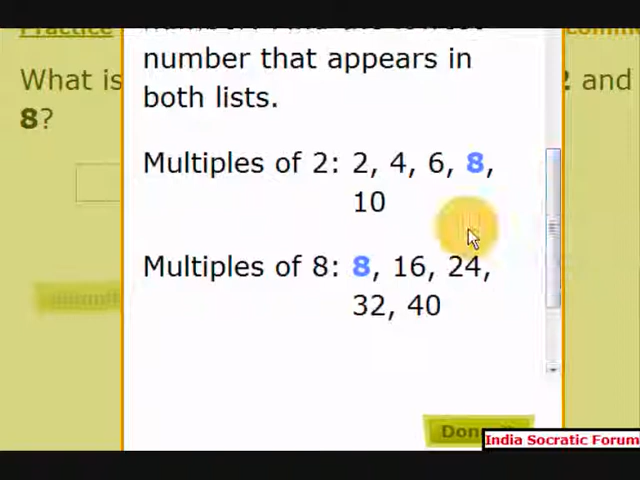 Practice
What is
2 and
8?
number that appears in
both lists.
Multiples of 2: 2, 4, 6, 8,
10
Multiples of 8: 8, 16, 24,
32, 40
India Socratic Forum